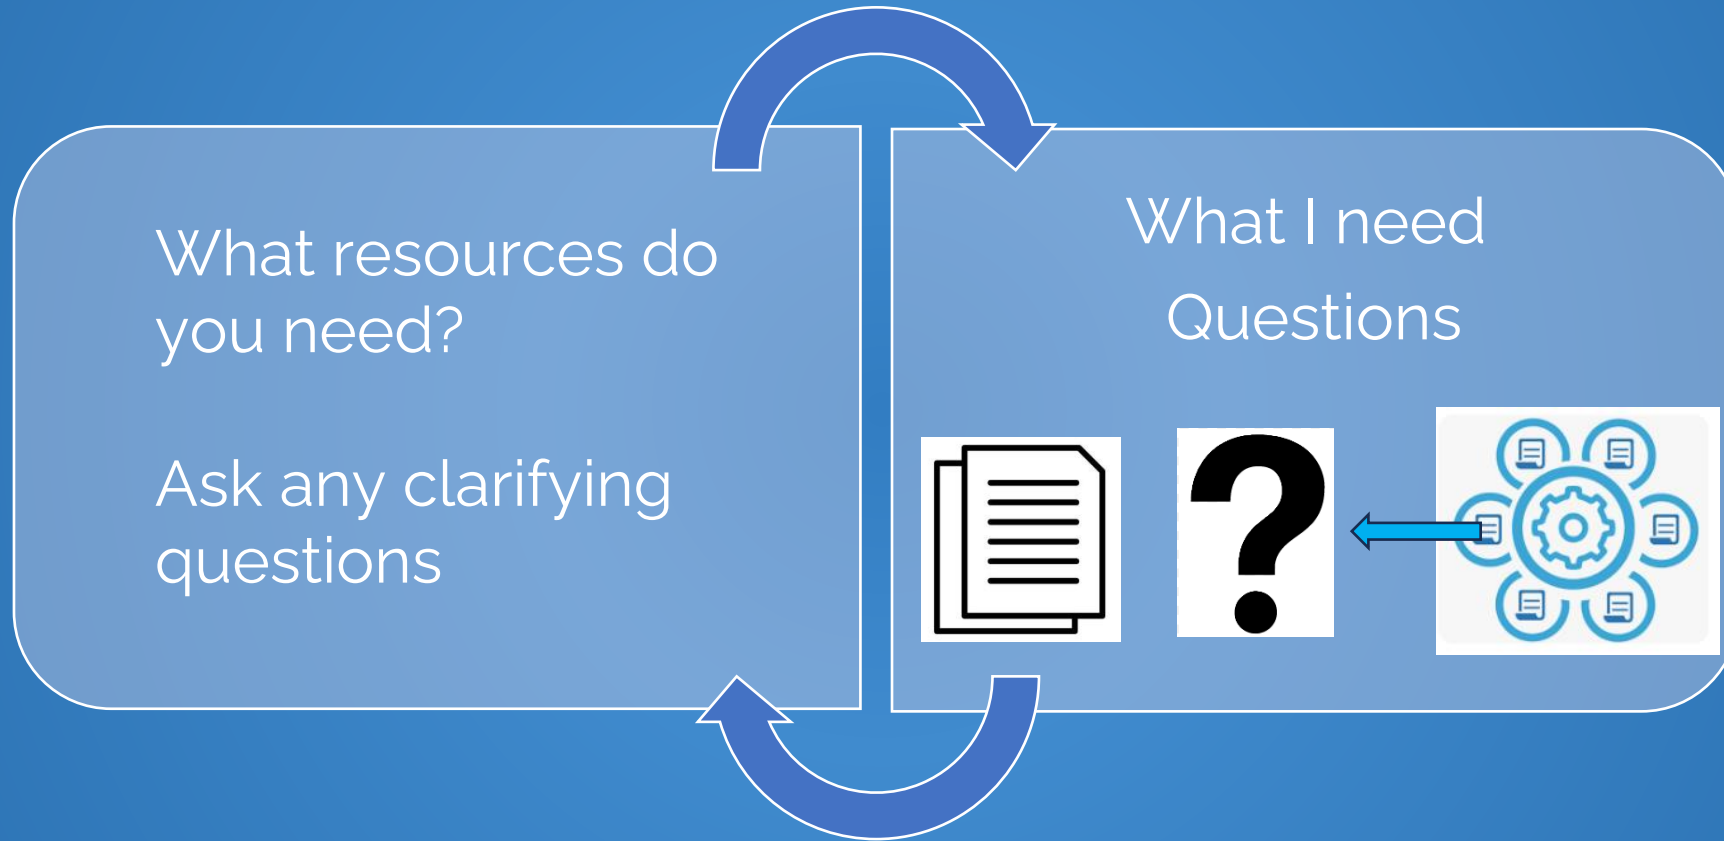 What resources do
you need?
Ask any clarifying
questions
What I need
Questions
?